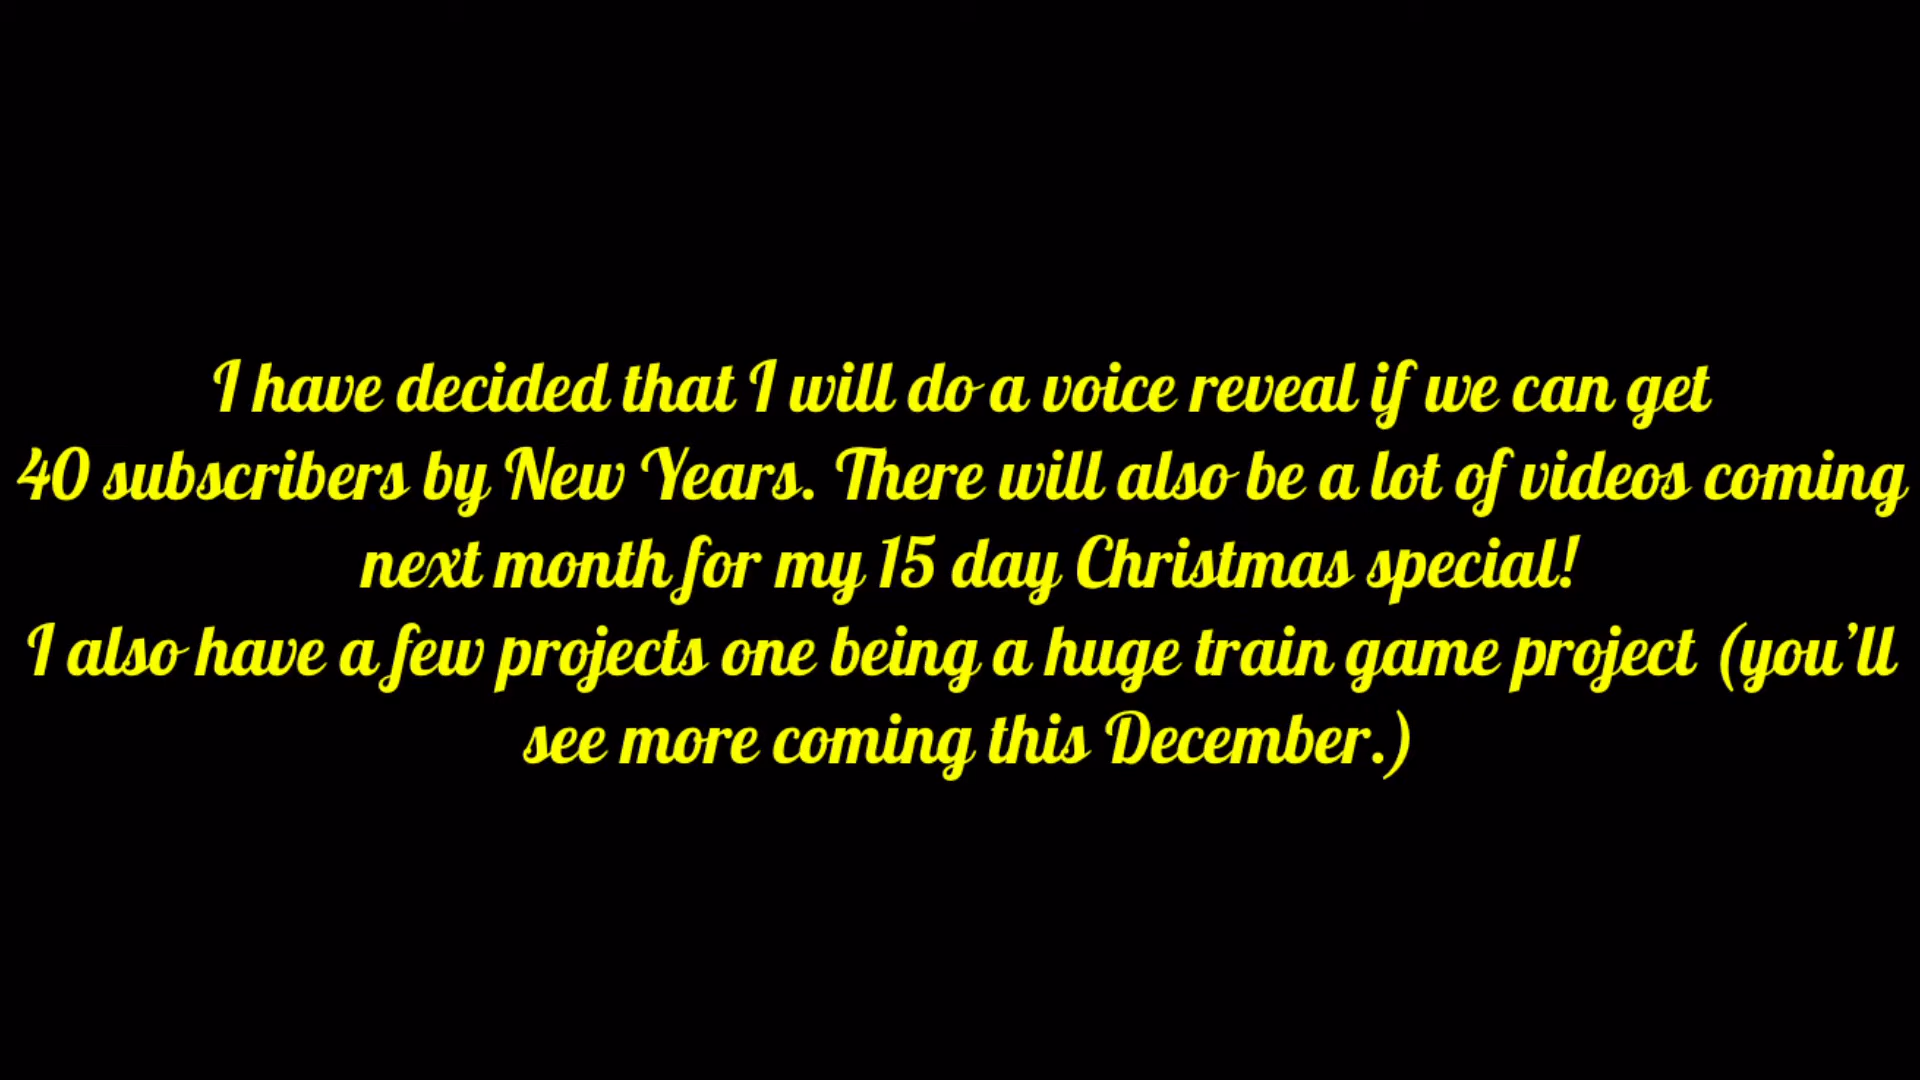 I have decided that I will do a voice reveal if we can get
40 subscribers by New Years. There will also be a lot of videos coming
next month for my 15 day Christmas special!
I also have a few projects one being a huge train game project (you'll
see more coming this December.)